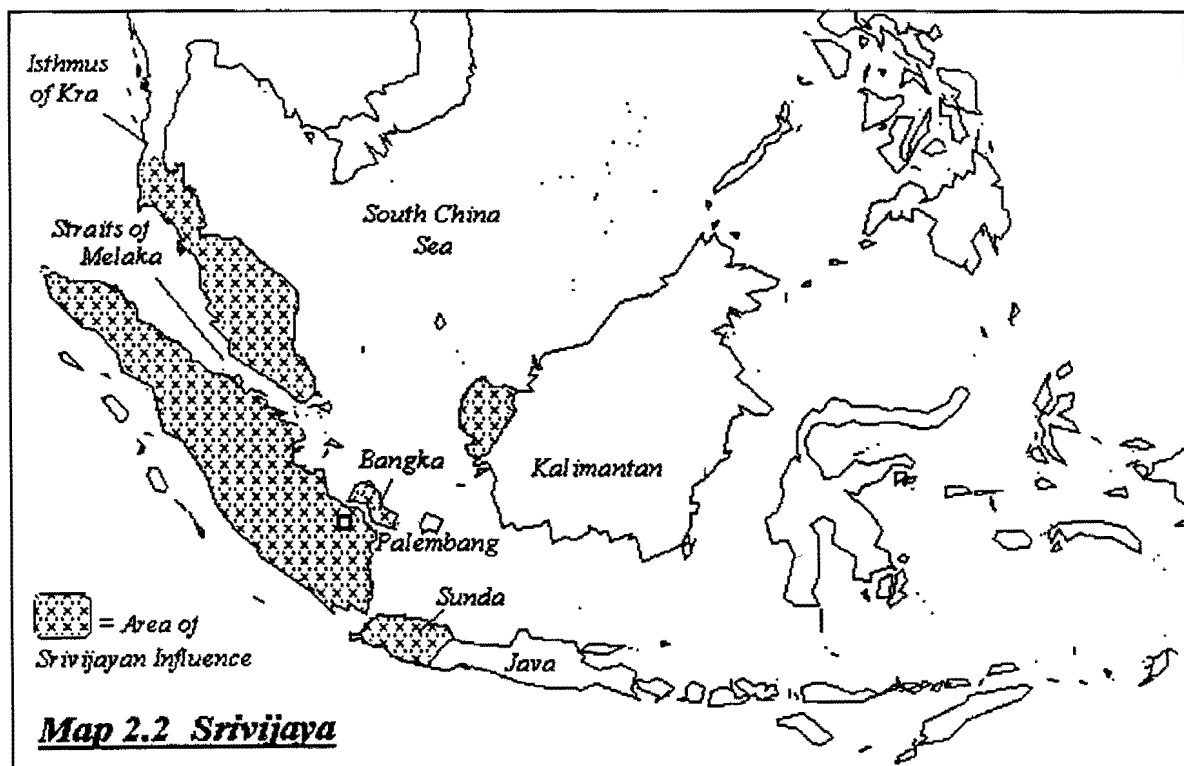 Isthmus
of Kra
South China
Sea
Straits of
Melaka
Bangka
Kalimantan
Palembang
Sunda
= Area of
Srivijayan Influence
Java
Map 2.2 Srivijaya